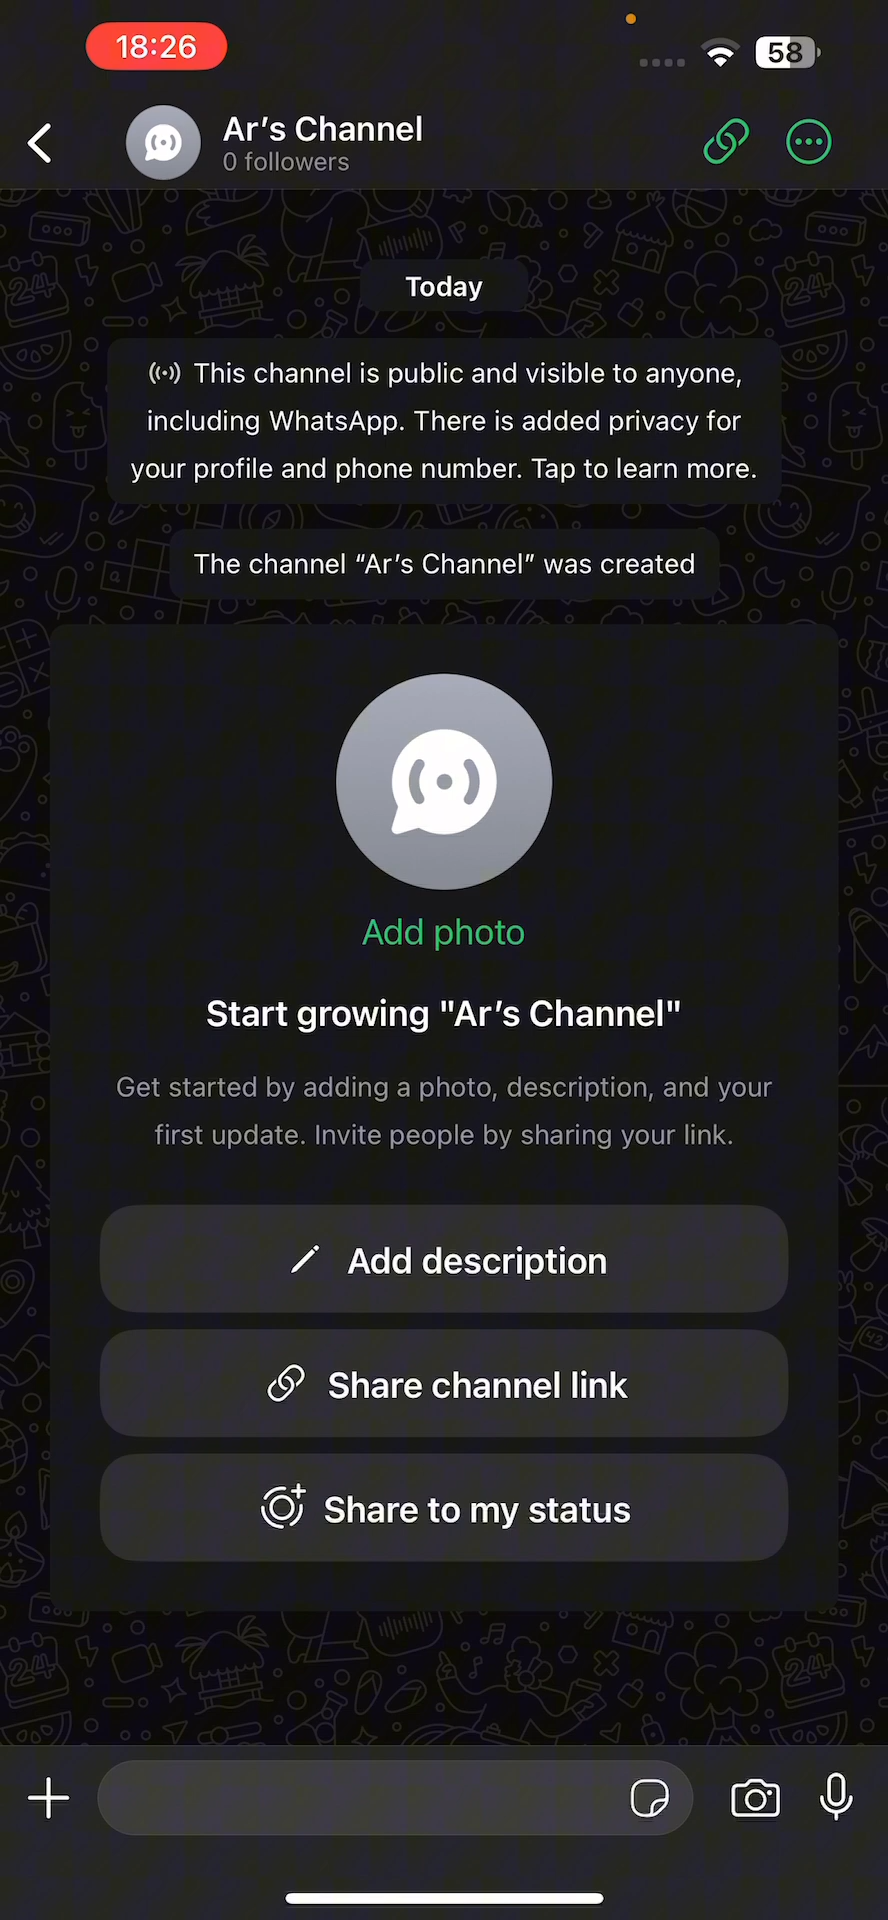 18:26
58
Ar’s Channel
0 followers
Today
This channel is public and visible to anyone,
including WhatsApp. There is added privacy for
your profile and phone number. Tap to learn more.
The channel “Ar’s Channel” was created
Add photo
Start growing "Ar’s Channel"
Get started by adding a photo, description, and your
first update. Invite people by sharing your link.
Add description
Share channel link
Share to my status